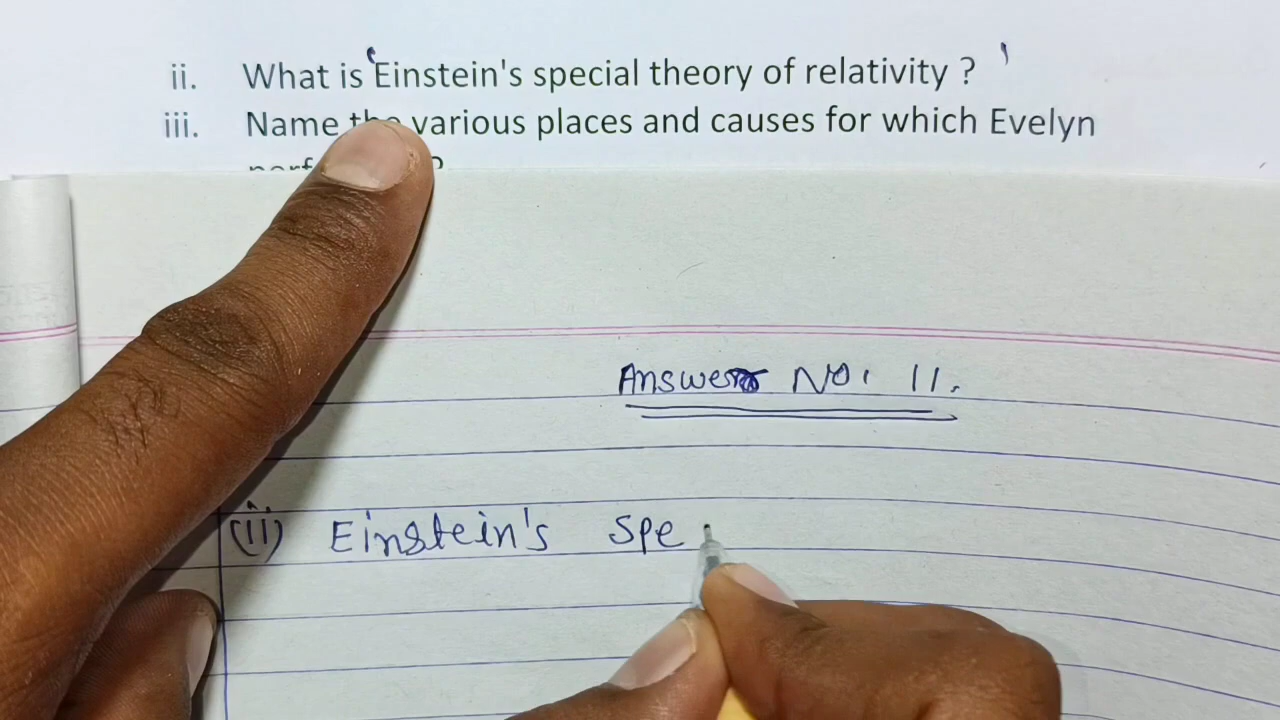 ii. What is Einstein's special theory of relativity ?
iii. Name the various places and causes for which Evelyn
Answer No. 11.
(ii) Einstein's Spe